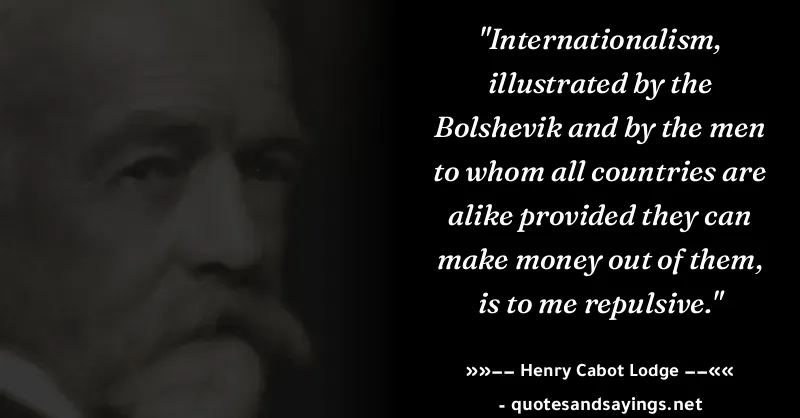 "Internationalism,
illustrated by the
Bolshevik and by the men
to whom all countries are
alike provided they can
make money out of them,
is to me repulsive."
»»–– Henry Cabot Lodge ––««
- quotesandsayings.net